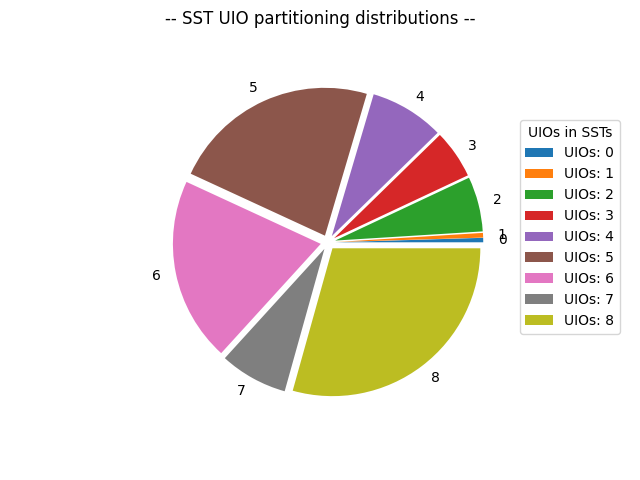 -- SST UIO partitioning distributions --
5
4
3
2
1
0
6
7
8
UIOs in SSTs
UIOs: 0
UIOs: 1
UIOs: 2
UIOs: 3
UIOs: 4
UIOs: 5
UIOs: 6
UIOs: 7
UIOs: 8